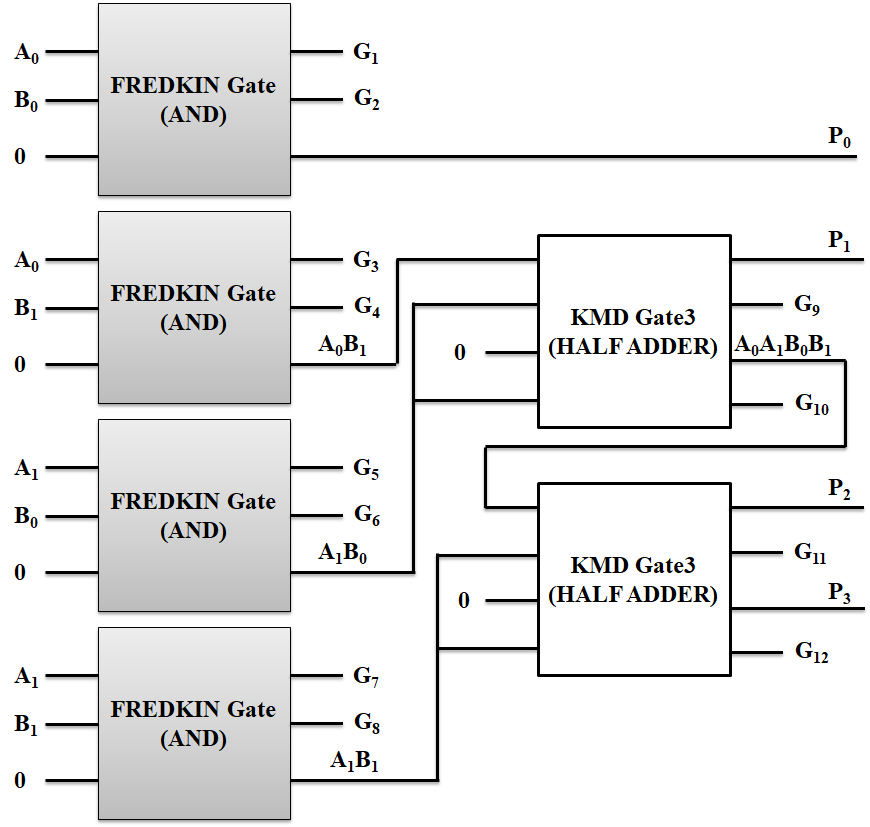 A₀
B₀
0
FREDKIN Gate
(AND)
G₁
G₂
P₀
A₀
B₁
0
FREDKIN Gate
(AND)
G₃
G₄
A₀B₁
0
KMD Gate3
(HALF ADDER)
P₁
G₉
A₀A₁B₀B₁
G₁₀
A₁
B₀
0
FREDKIN Gate
(AND)
G₅
G₆
A₁B₀
0
KMD Gate3
(HALF ADDER)
P₂
G₁₁
P₃
G₁₂
A₁
B₁
0
FREDKIN Gate
(AND)
G₇
G₈
A₁B₁